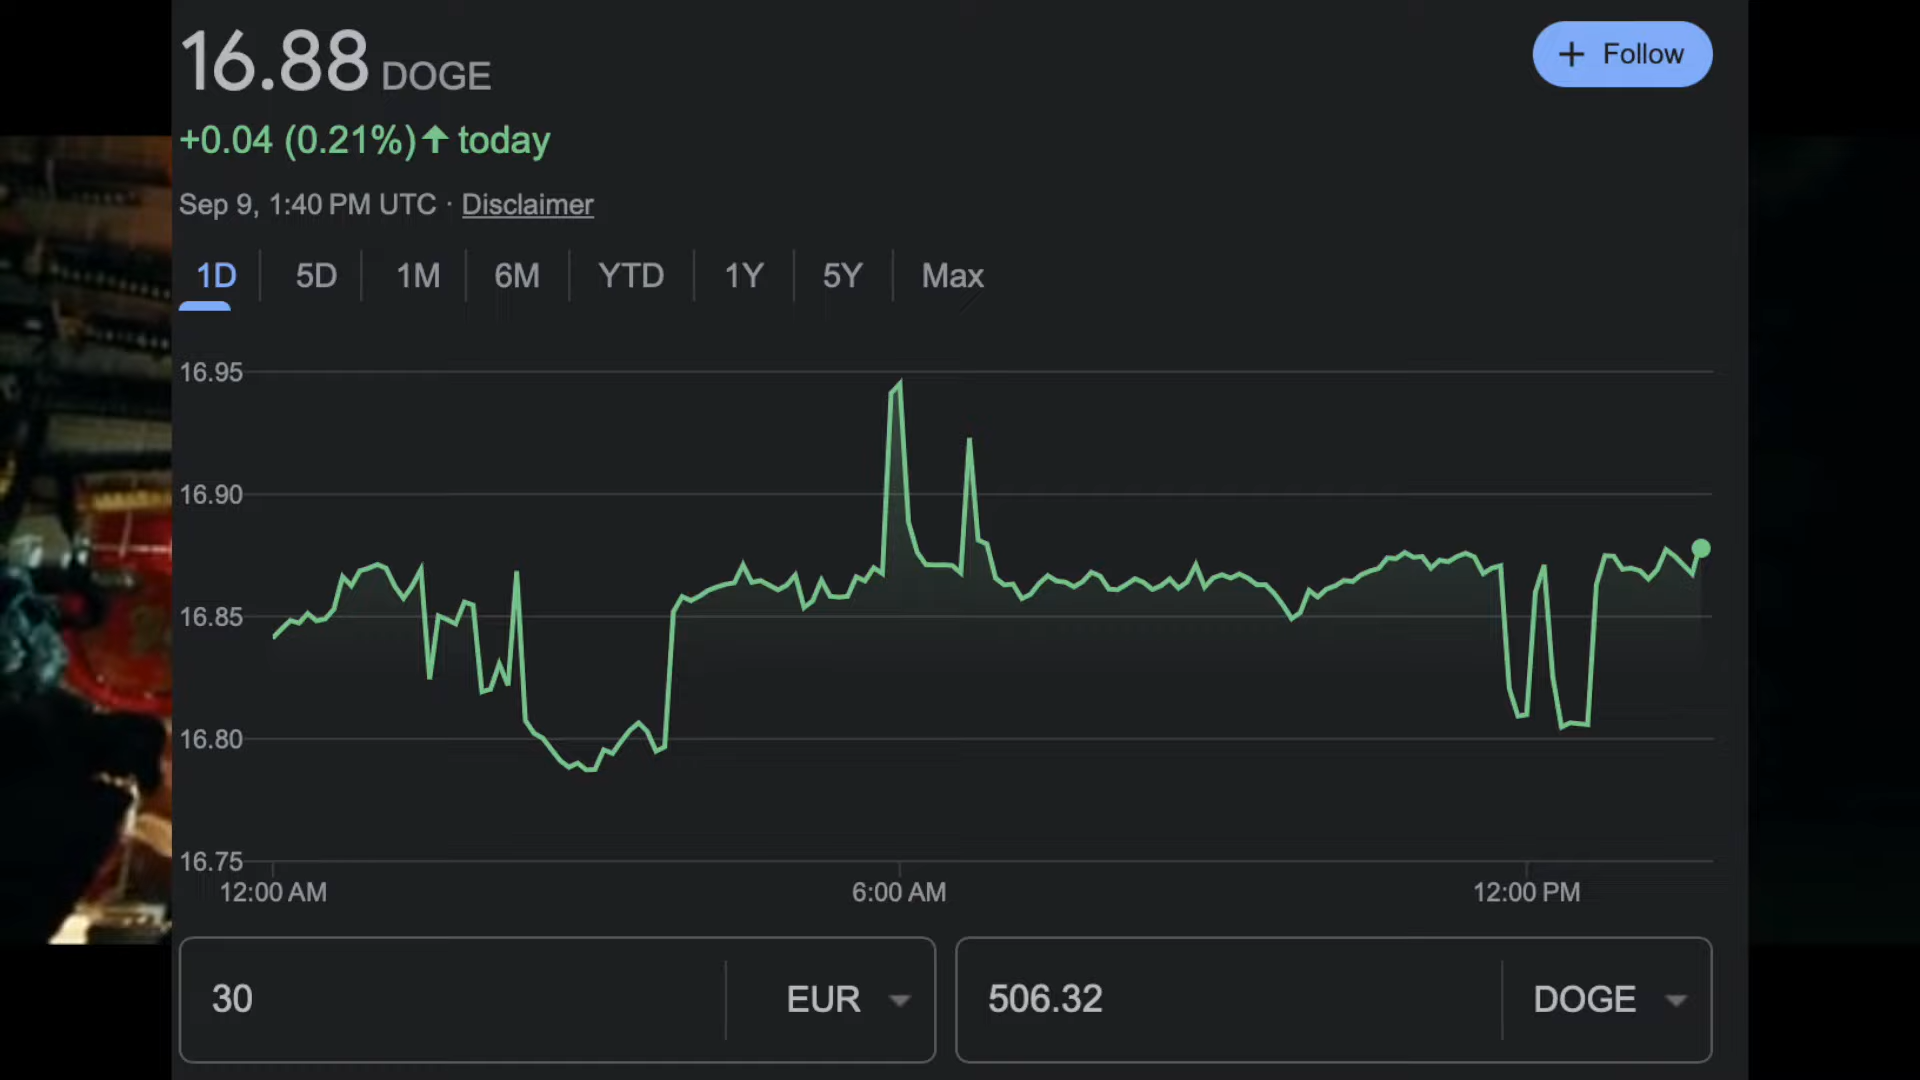 16.88 DOGE
+ Follow
+0.04 (0.21%) ↑ today
Sep 9, 1:40 PM UTC · Disclaimer
1D 5D 1M 6M YTD 1Y 5Y Max
16.95
16.90
16.85
16.80
16.75
12:00 AM 6:00 AM 12:00 PM
30 EUR 506.32 DOGE